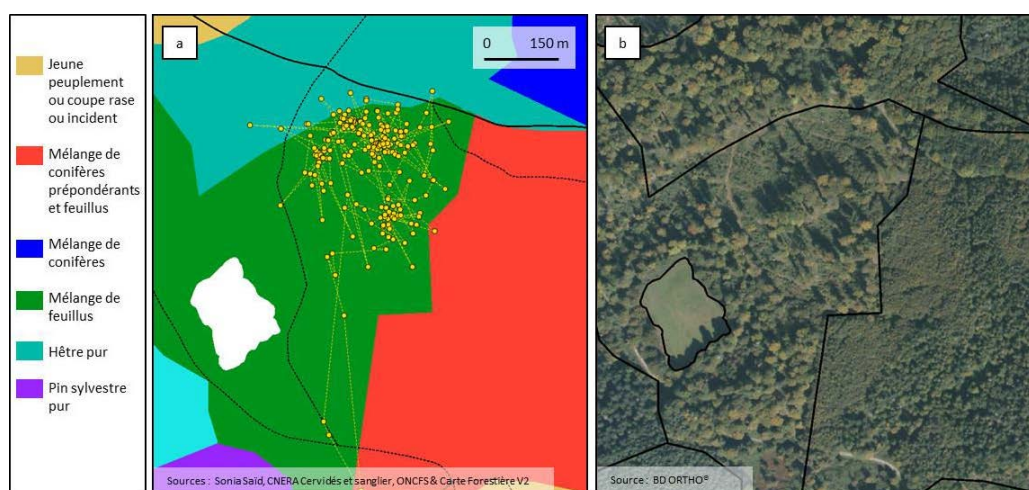 Jeune
peuplement
ou coupe rase
ou incident
Mélange de
conifères
prépondérants
et feuillus
Mélange de
conifères
Mélange de
feuillus
Hêtre pur
Pin sylvestre
pur
a
0 150 m
Sources : Sonia Saïd, CNERA Cervidés et sanglier, ONCFS & Carte Forestière V2
b
Source : BD ORTHO®